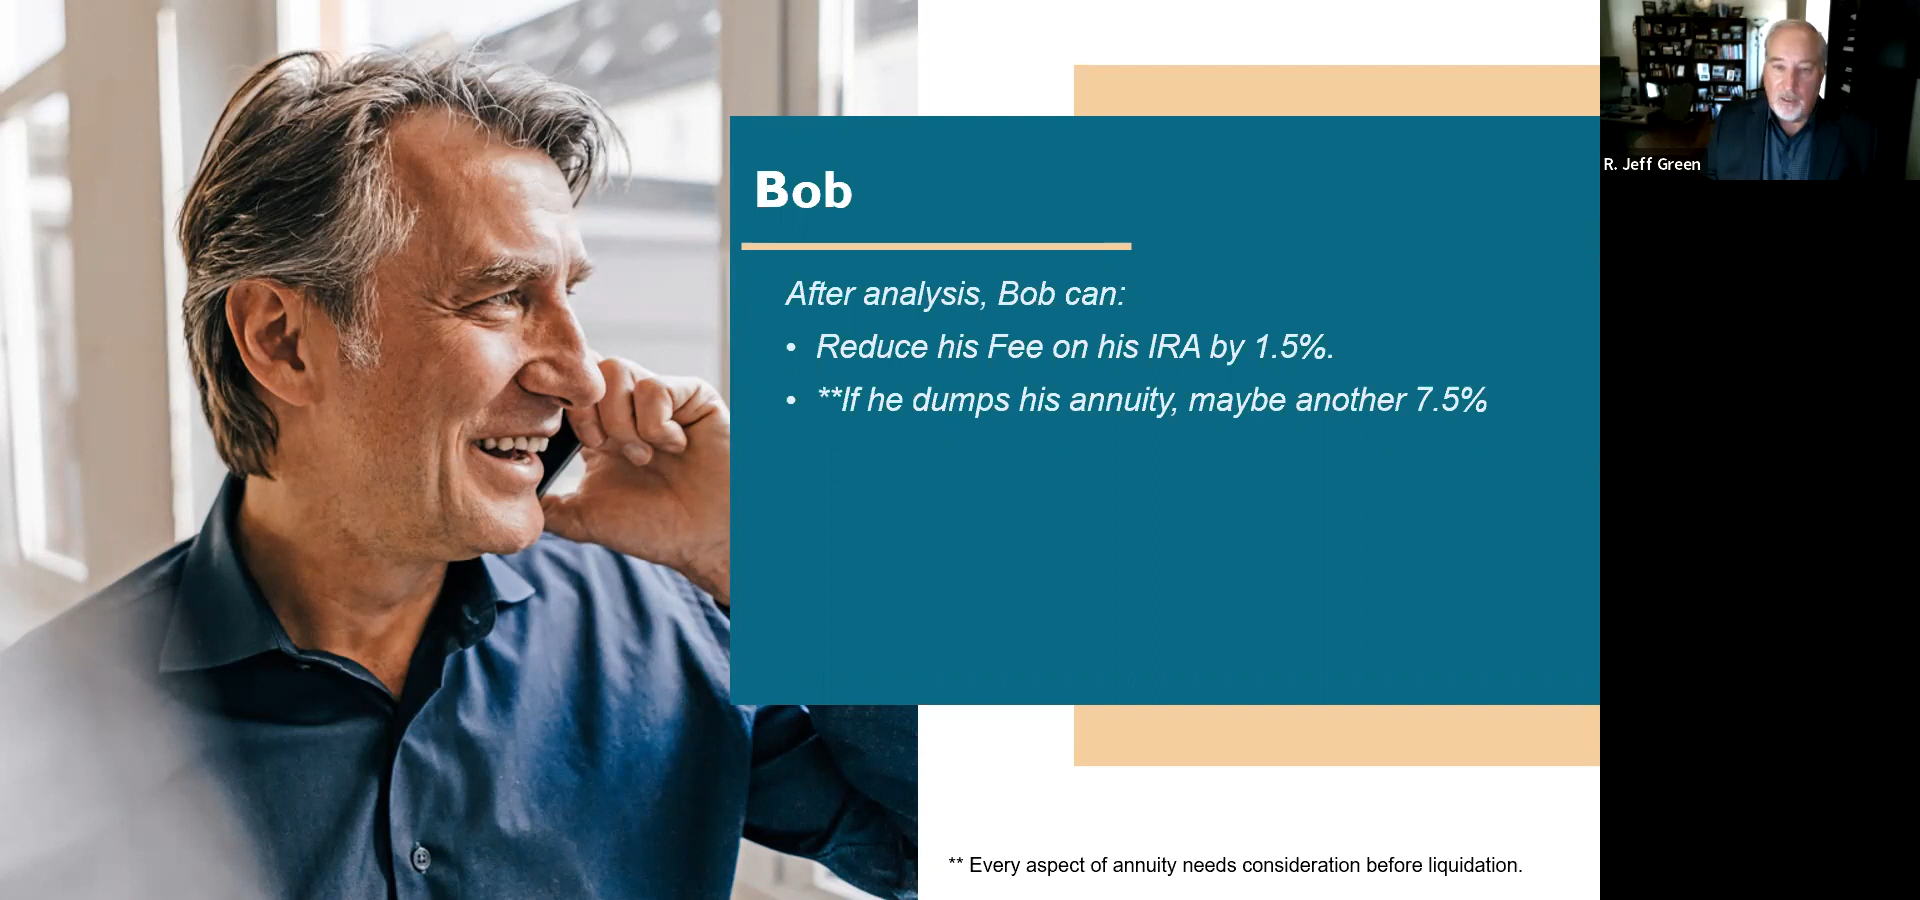 Bob
After analysis, Bob can:
• Reduce his Fee on his IRA by 1.5%.
• **If he dumps his annuity, maybe another 7.5%
** Every aspect of annuity needs consideration before liquidation.
R. Jeff Green